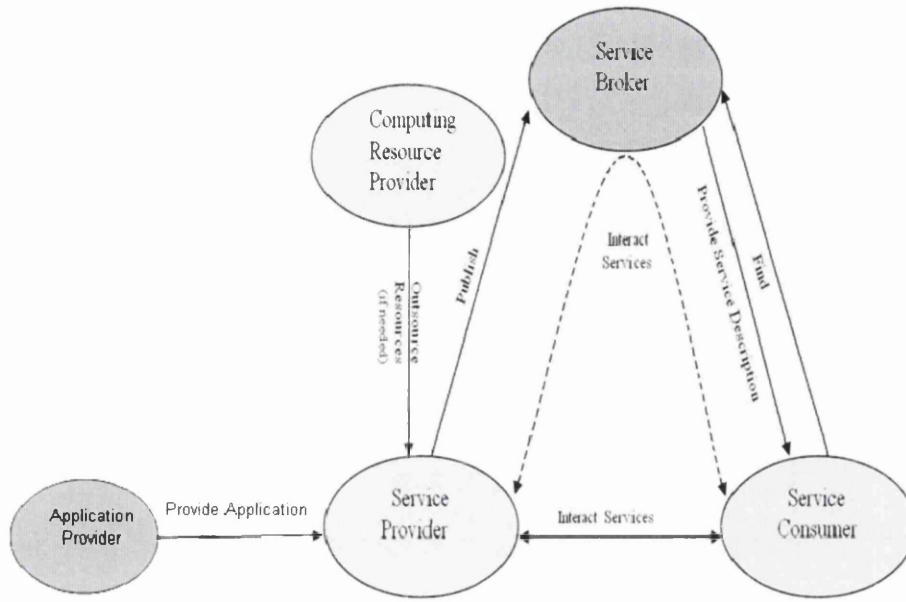 Service
Broker
Computing
Resource
Provider
Interact
Services
Publish
Provide Service Description
Find
Outsource
Resources
(if needed)
Application
Provider
Provide Application
Service
Provider
Interact Services
Service
Consumer